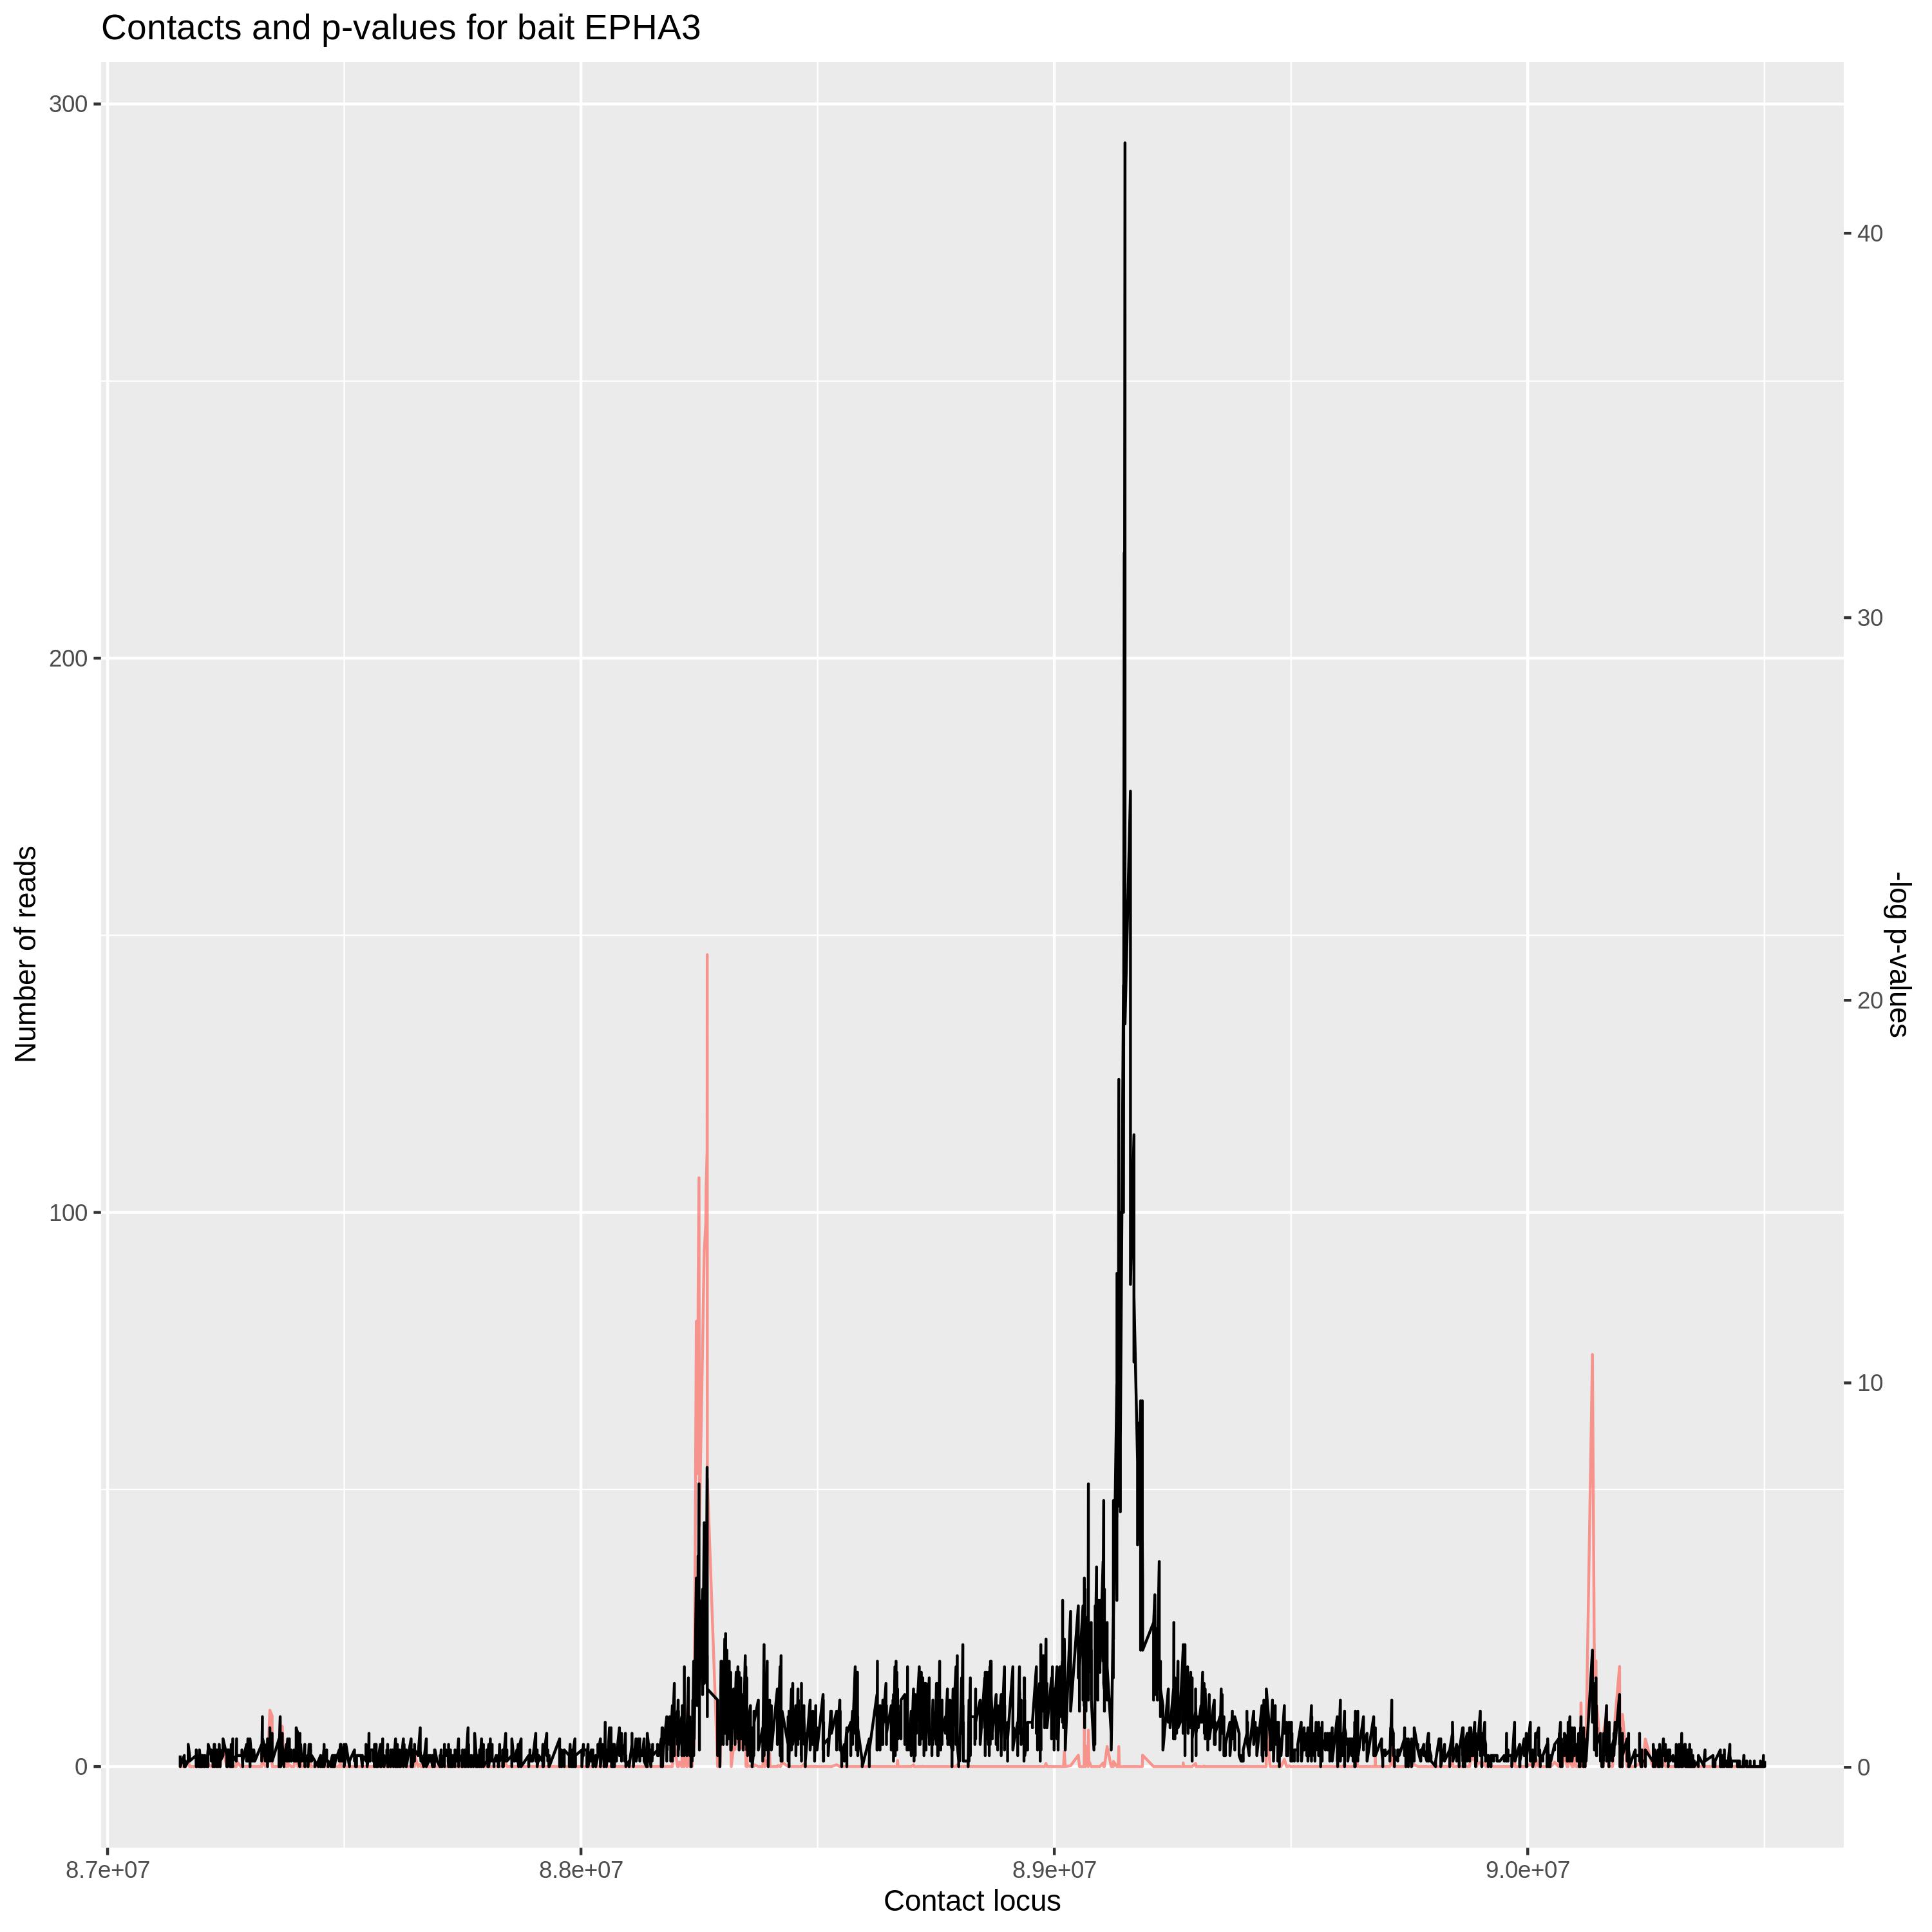 Contacts and p-values for bait EPHA3
300
200
100
0
Number of reads
40
30
20
10
0
-log p-values
8.7e+07
8.8e+07
8.9e+07
9.0e+07
Contact locus